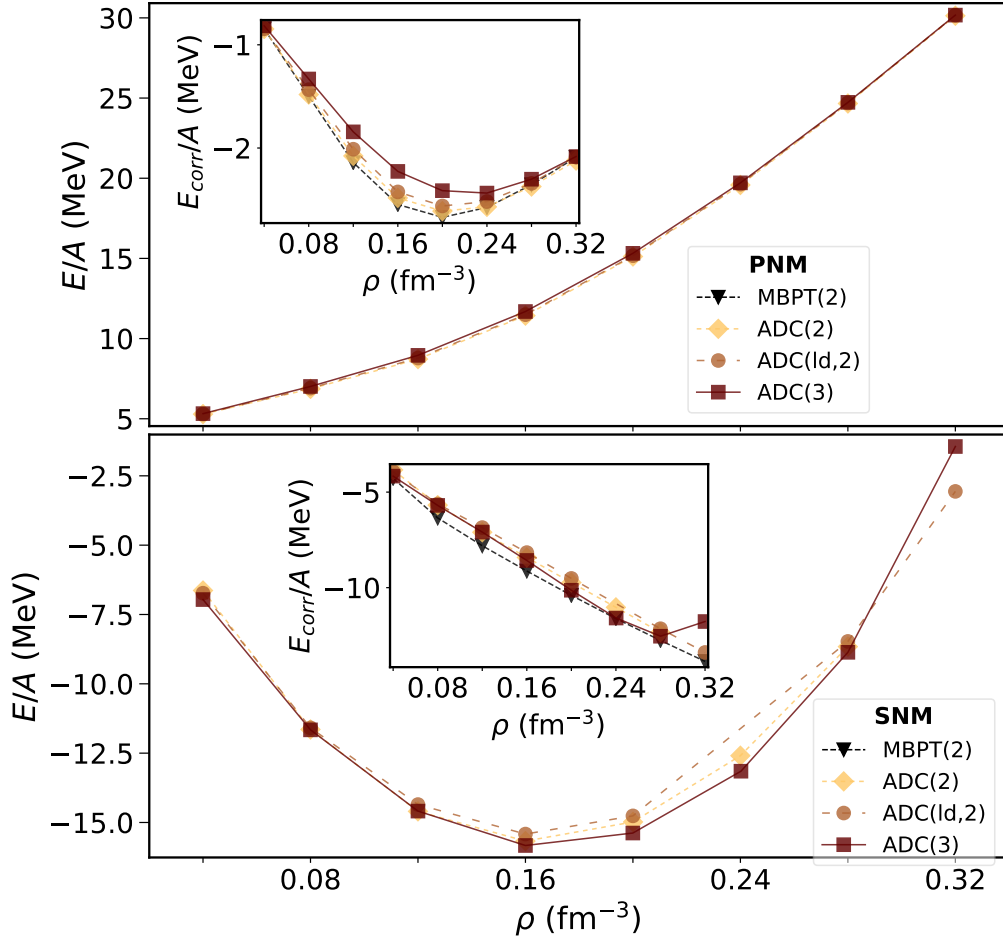 30
25
20
15
10
5
E/A (MeV)
−1
−2
E_corr/A (MeV)
0.08 0.16 0.24 0.32
ρ (fm⁻³)
PNM
MBPT(2)
ADC(2)
ADC(ld,2)
ADC(3)
−2.5
−5.0
−7.5
−10.0
−12.5
−15.0
E/A (MeV)
−5
−10
E_corr/A (MeV)
0.08 0.16 0.24 0.32
ρ (fm⁻³)
SNM
MBPT(2)
ADC(2)
ADC(ld,2)
ADC(3)
0.08 0.16 0.24 0.32
ρ (fm⁻³)